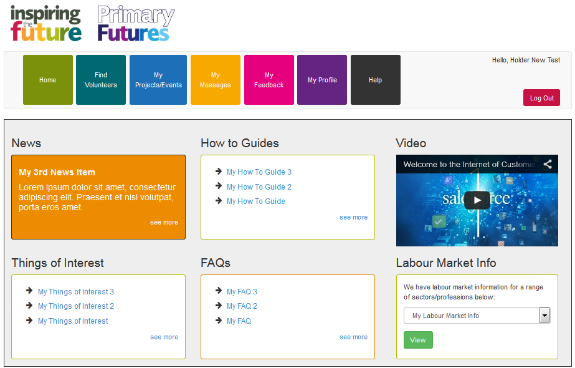 inspiring the future
Primary Futures
Hello, Holder New Test
Home
Find Volunteers
My Projects/Events
My Messages
My Feedback
My Profile
Help
Log Out
News
My 3rd News Item
Lorem ipsum dolor sit amet, consectetur
adipiscing elit. Praesent et nisi volutpat,
porta eros amet.
see more
How to Guides
My How To Guide 3
My How To Guide 2
My How To Guide
see more
Video
Welcome to the Internet of Custome
Things of Interest
My Things of Interest 3
My Things of Interest 2
My Things of Interest
see more
FAQs
My FAQ 3
My FAQ 2
My FAQ
see more
Labour Market Info
We have labour market information for a range
of sectors/professions below:
My Labour Market Info
View